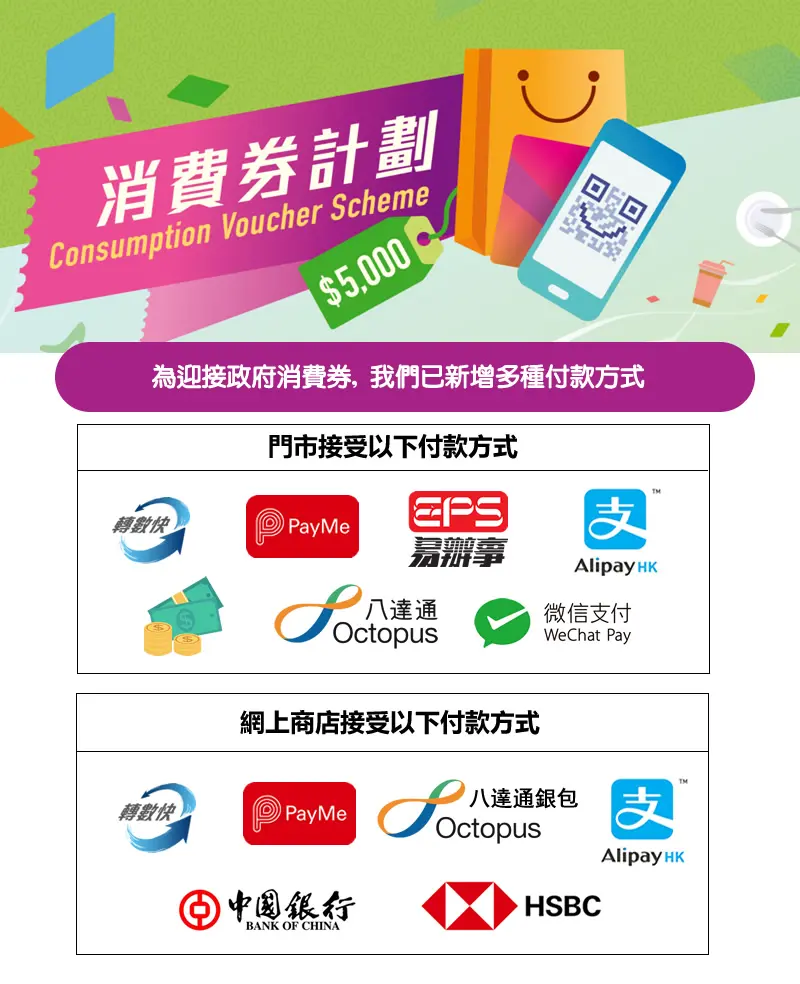 消費券計劃
Consumption Voucher Scheme
$5,000
為迎接政府消費券, 我們已新增多種付款方式
門市接受以下付款方式
轉數快
PayMe
EPS
易辦事
支
TM
Alipay HK
八達通
Octopus
微信支付
WeChat Pay
網上商店接受以下付款方式
轉數快
PayMe
八達通銀包
Octopus
支
TM
Alipay HK
中國銀行
BANK OF CHINA
HSBC